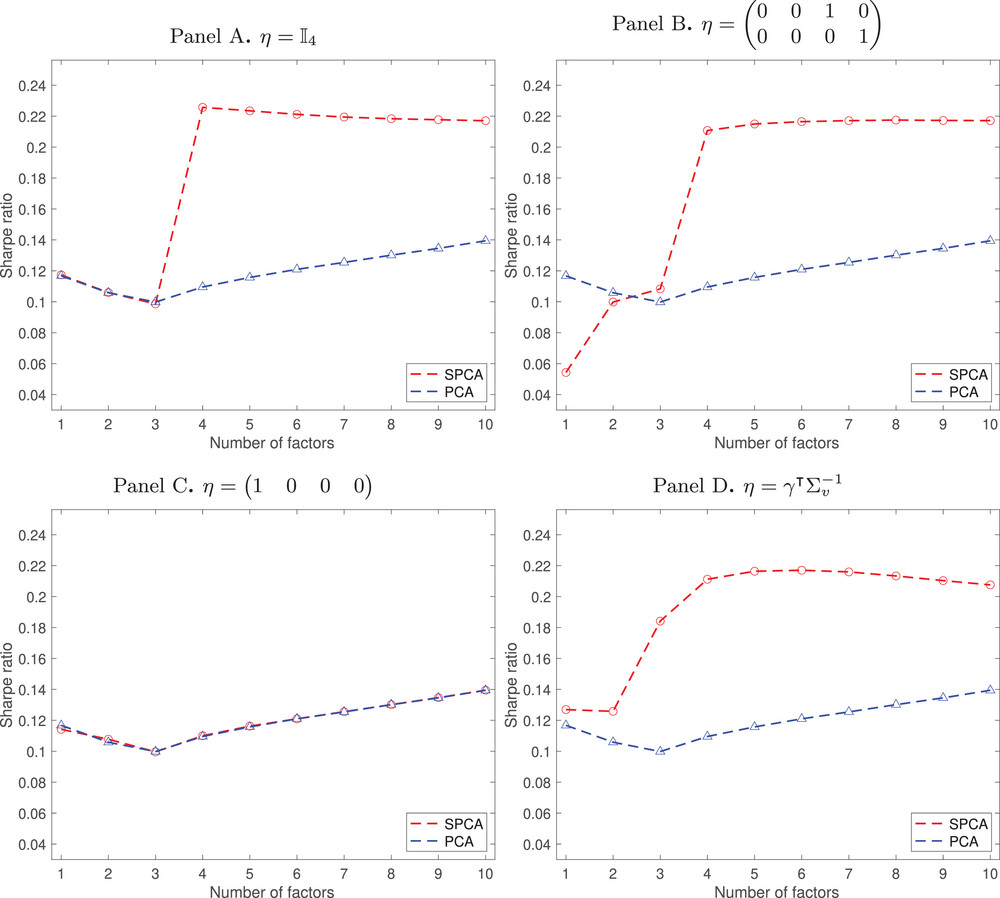 Panel A. η = 𝕀₄
0.24
0.22
0.2
0.18
0.16
0.14
0.12
0.1
0.08
0.06
0.04
Sharpe ratio
SPCA
PCA
1 2 3 4 5 6 7 8 9 10
Number of factors
Panel B. η = (0 0 1 0
0 0 0 1)
0.24
0.22
0.2
0.18
0.16
0.14
0.12
0.1
0.08
0.06
0.04
Sharpe ratio
SPCA
PCA
1 2 3 4 5 6 7 8 9 10
Number of factors
Panel C. η = (1 0 0 0)
0.24
0.22
0.2
0.18
0.16
0.14
0.12
0.1
0.08
0.06
0.04
Sharpe ratio
SPCA
PCA
1 2 3 4 5 6 7 8 9 10
Number of factors
Panel D. η = γ⊺Σᵥ⁻¹
0.24
0.22
0.2
0.18
0.16
0.14
0.12
0.1
0.08
0.06
0.04
Sharpe ratio
SPCA
PCA
1 2 3 4 5 6 7 8 9 10
Number of factors